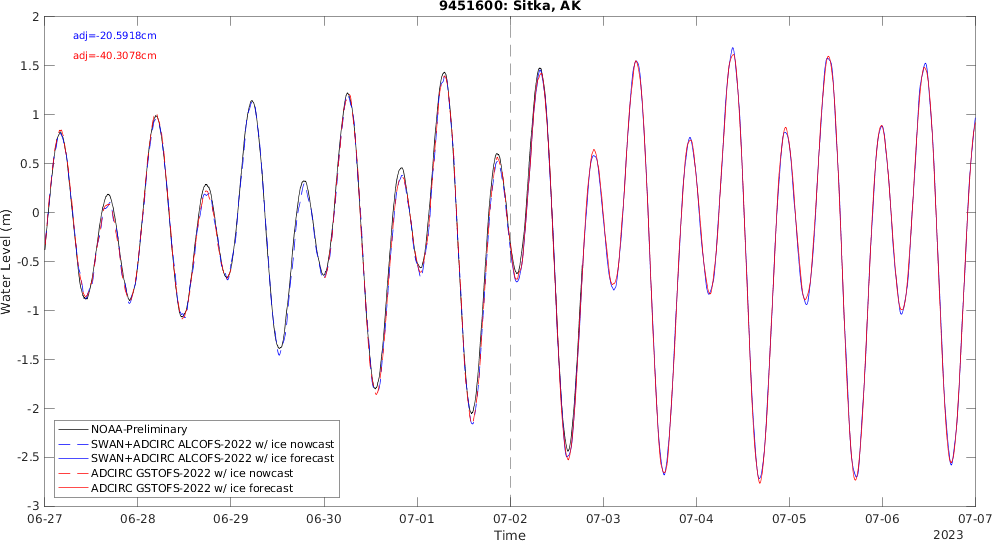 9451600: Sitka, AK
adj=-20.5918cm
adj=-40.3078cm
2
1.5
1
0.5
0
-0.5
-1
-1.5
-2
-2.5
-3
Water Level (m)
NOAA-Preliminary
SWAN+ADCIRC ALCOFS-2022 w/ ice nowcast
SWAN+ADCIRC ALCOFS-2022 w/ ice forecast
ADCIRC GSTOFS-2022 w/ ice nowcast
ADCIRC GSTOFS-2022 w/ ice forecast
06-27 06-28 06-29 06-30 07-01 07-02 07-03 07-04 07-05 07-06 07-07
Time
2023